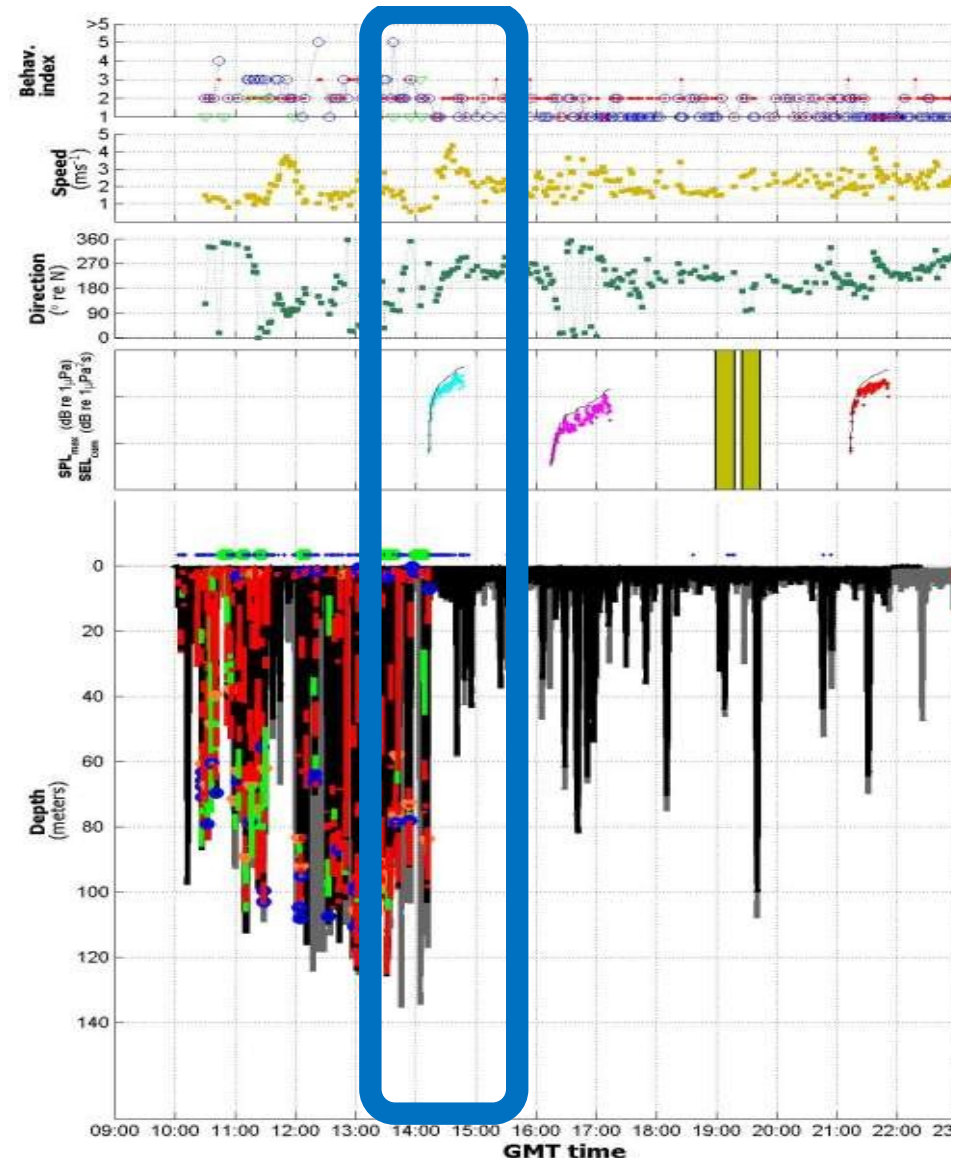 Behav.
index
>5
5
4
3
2
1
Speed
(ms⁻¹)
5
4
3
2
1
Direction
(° re N)
360
270
180
90
0
SPLmax (dB re 1µPa)
SELcum (dB re 1µPa²s)
Depth
(meters)
0
20
40
60
80
100
120
140
09:00 10:00 11:00 12:00 13:00 14:00 15:00 16:00 17:00 18:00 19:00 20:00 21:00 22:00 23
GMT time